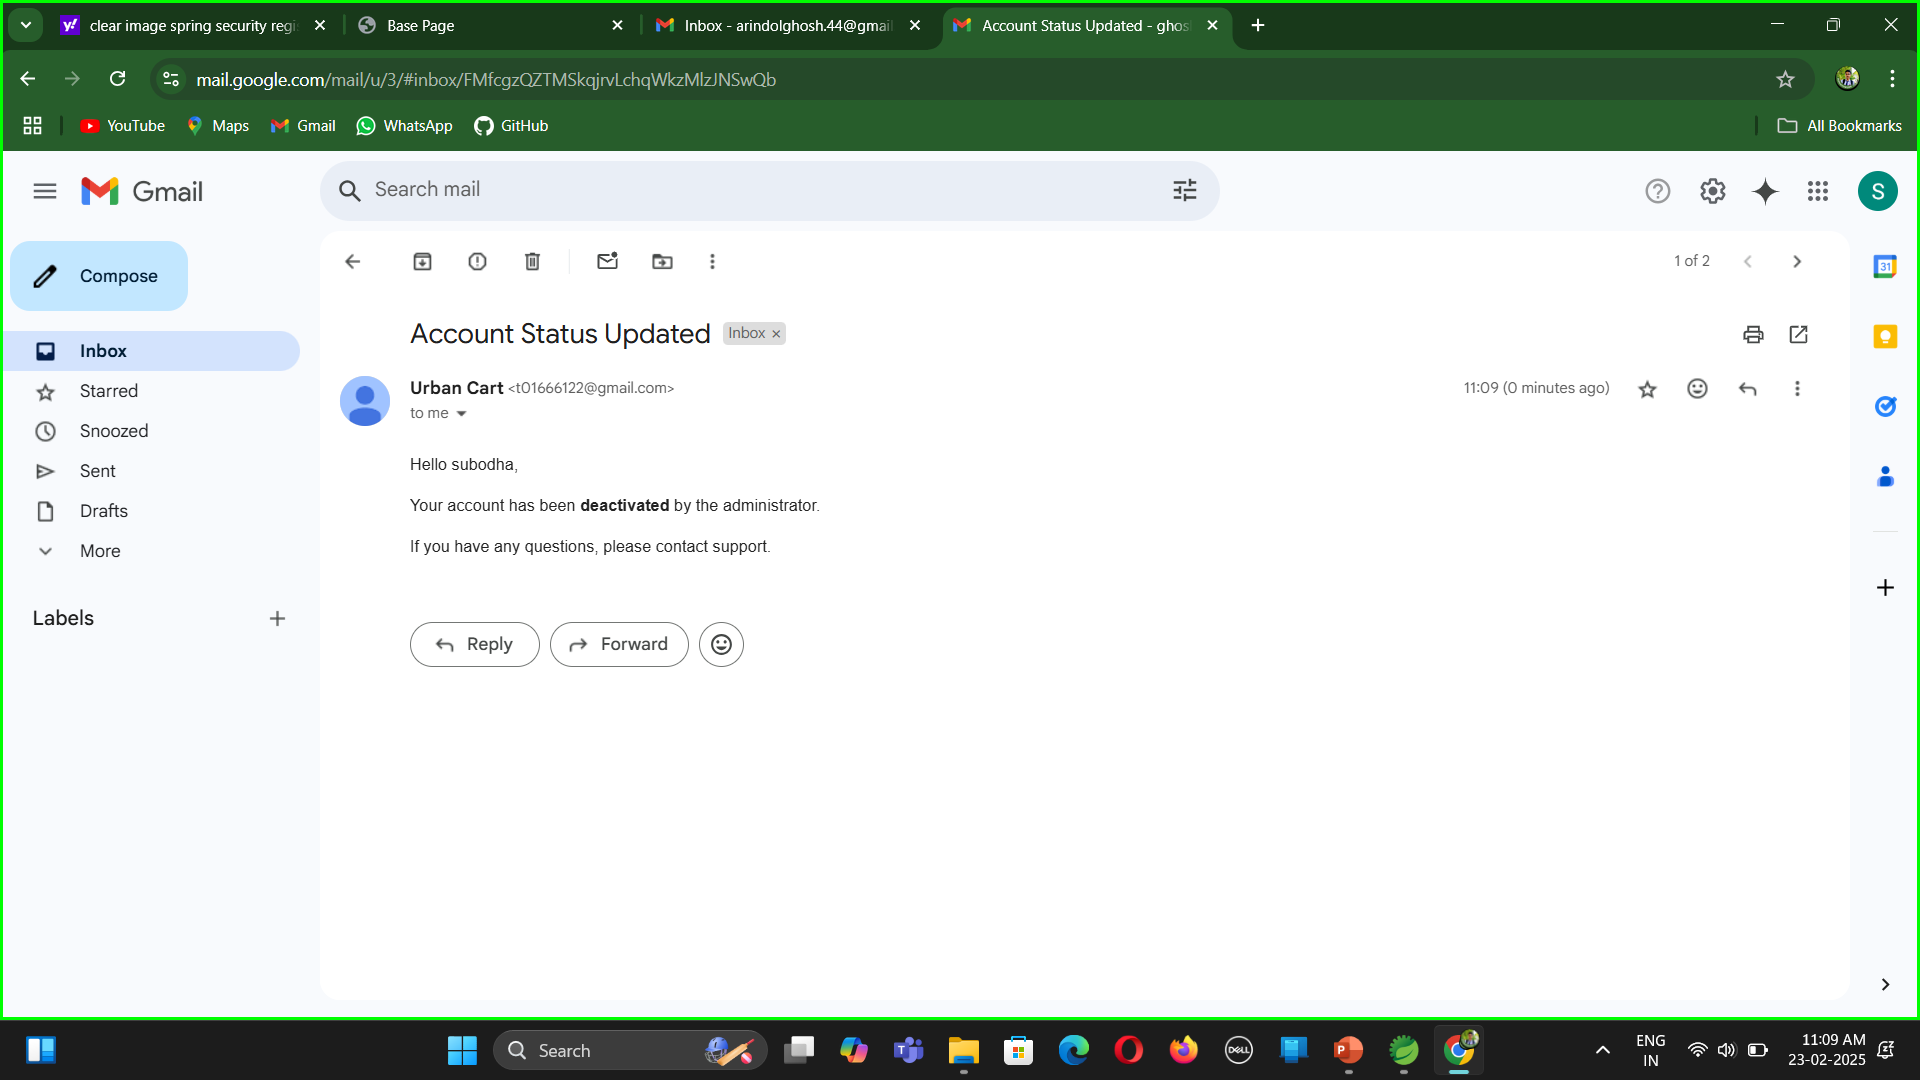 clear image spring security regi
Base Page
Inbox - arindolghosh.44@gmail
Account Status Updated - ghos
mail.google.com/mail/u/3/#inbox/FMfcgzQZTMSkqjrvLchqWkzMlzJNSwQb
YouTube
Maps
Gmail
WhatsApp
GitHub
All Bookmarks
Gmail
Search mail
S
Compose
1 of 2
31
Account Status Updated
Inbox ×
Inbox
Starred
Snoozed
Sent
Drafts
More
Labels
Urban Cart <t01666122@gmail.com>
11:09 (0 minutes ago)
to me
Hello subodha,
Your account has been deactivated by the administrator.
If you have any questions, please contact support.
Reply
Forward
Search
DELL
ENG
IN
11:09 AM
23-02-2025